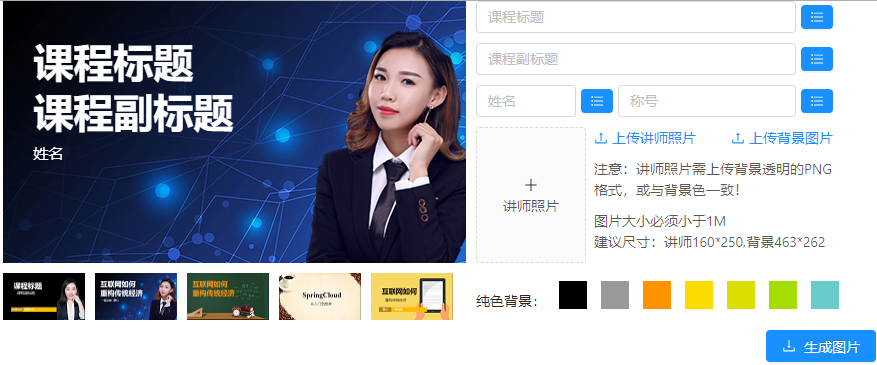 课程标题
课程副标题
姓名
课程标题
课程副标题
姓名
称号
讲师照片
上传讲师照片
上传背景图片
注意：讲师照片需上传背景透明的PNG
格式，或与背景色一致！
图片大小必须小于1M
建议尺寸：讲师160*250,背景463*262
课程标题
互联网如何
重构传统经济
互联网如何
重构传统经济
SpringCloud
互联网如何
重构传统经济
纯色背景：
生成图片